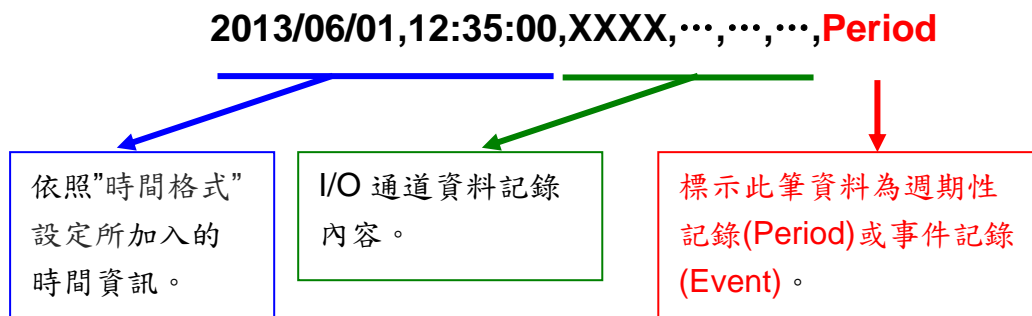 2013/06/01,12:35:00,XXXX,⋯,⋯,⋯,Period
依照”時間格式”
設定所加入的
時間資訊。
I/O 通道資料記錄
內容。
標示此筆資料為週期性
記錄(Period)或事件記錄
(Event)。